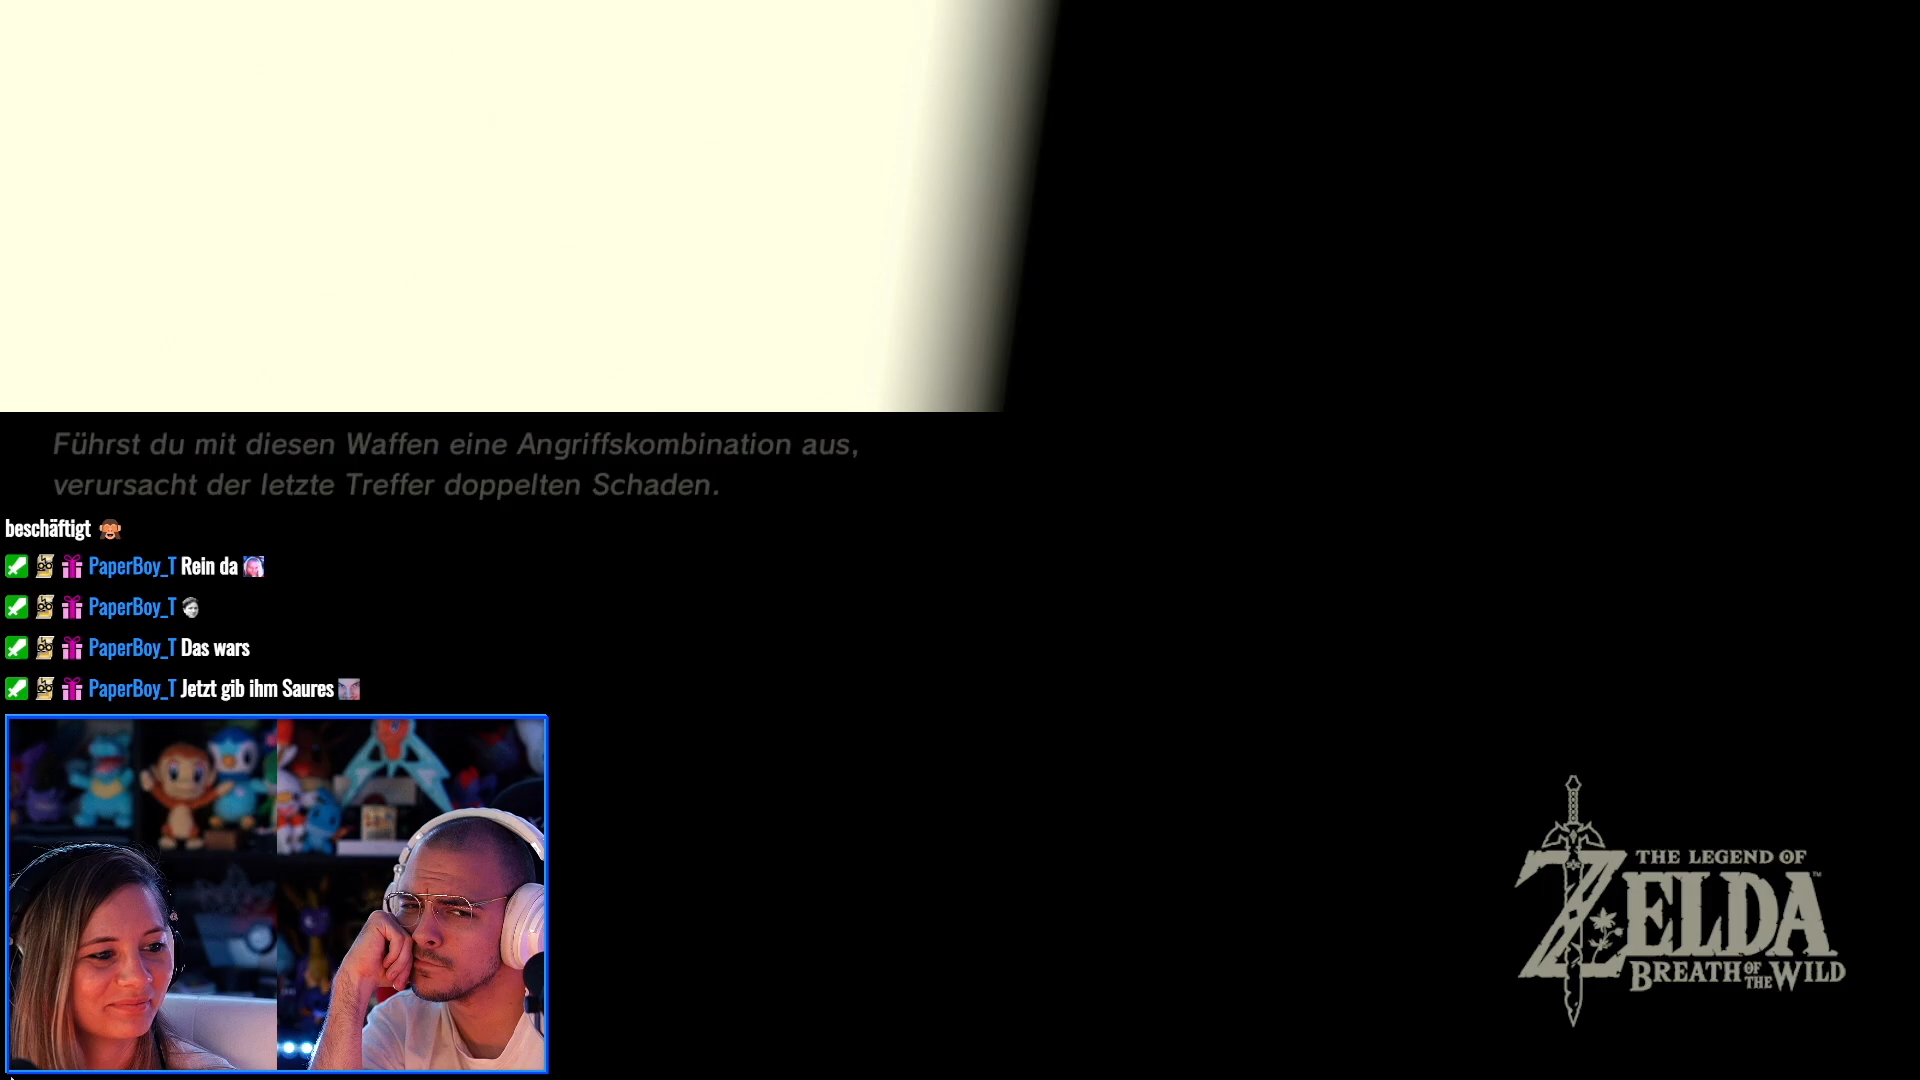 Führst du mit diesen Waffen eine Angriffskombination aus,
verursacht der letzte Treffer doppelten Schaden.
beschäftigt
PaperBoy_T Rein da
PaperBoy_T
PaperBoy_T Das wars
PaperBoy_T Jetzt gib ihm Saures
THE LEGEND OF
ZELDA™
BREATH OF THE WILD